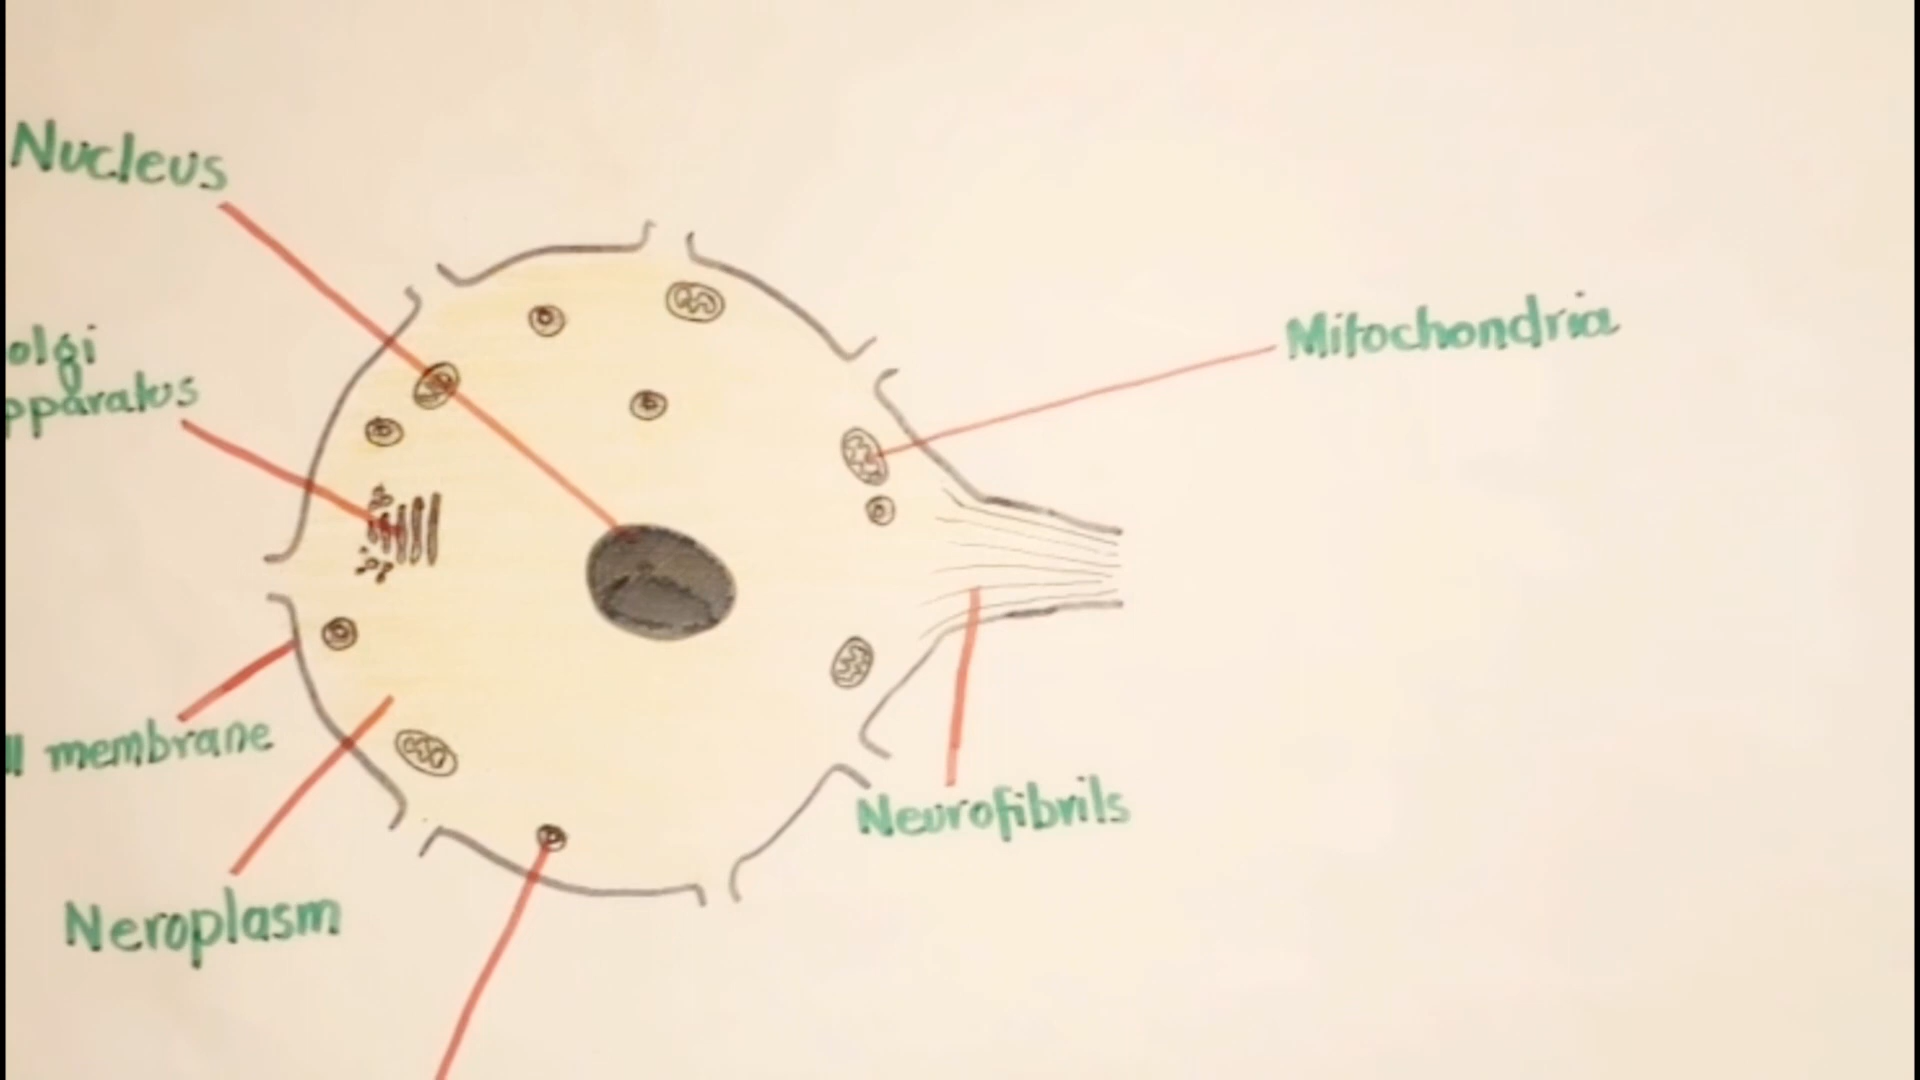 Nucleus
olgi
pparatus
Mitochondria
ll membrane
Neurofibrils
Neroplasm